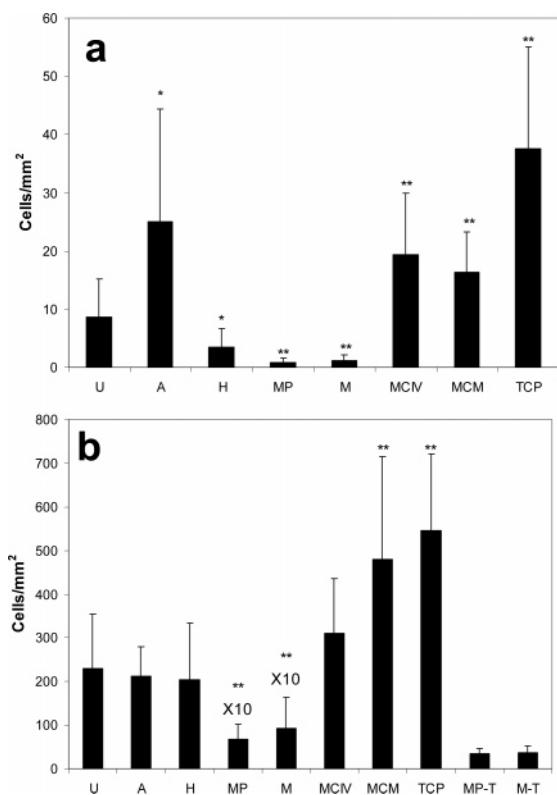 a
Cells/mm²
60
50
40
30
20
10
0
* * ** ** ** ** **
U A H MP M MCIV MCM TCP
b
Cells/mm²
800
700
600
500
400
300
200
100
0
** ** ** **
X10 X10
U A H MP M MCIV MCM TCP MP-T M-T